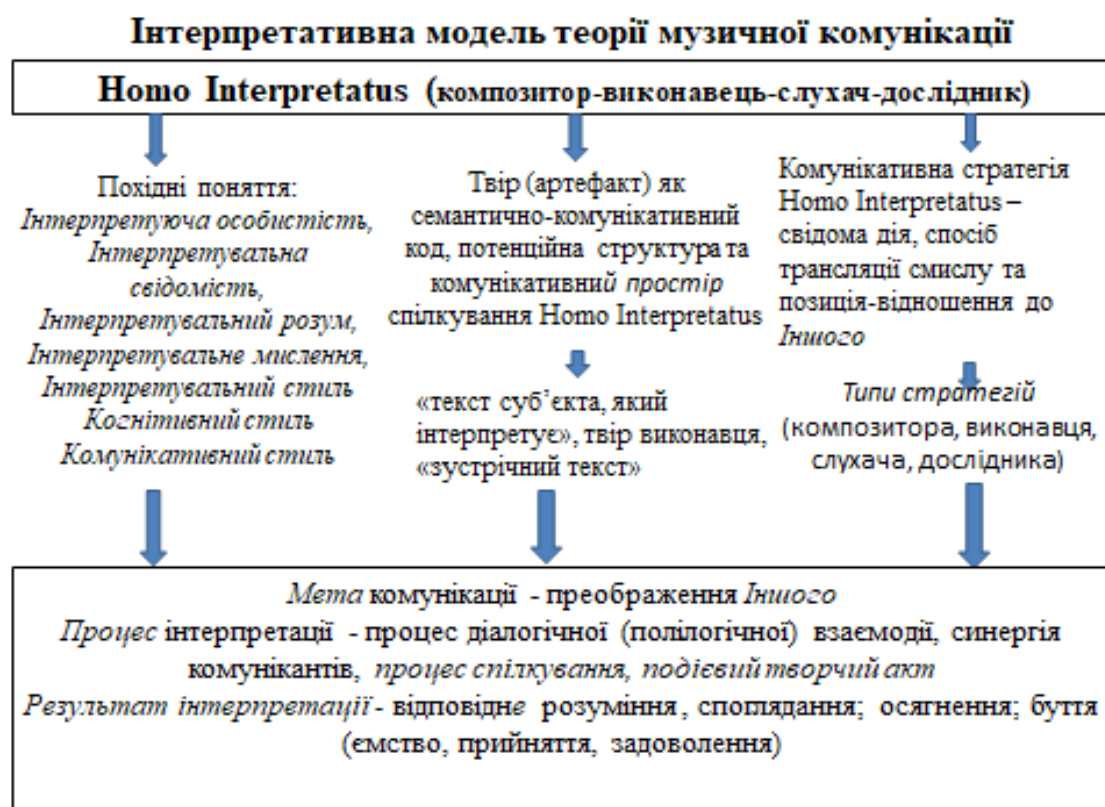 Інтерпретативна модель теорії музичної комунікації
Homo Interpretatus (композитор-виконавець-слухач-дослідник)
Похідні поняття:
Інтерпретуюча особистість,
Інтерпретувальна
свідомість,
Інтерпретувальний розум,
Інтерпретувальне мислення,
Інтерпретувальний стиль
Когнітивний стиль
Комунікативний стиль
Твір (артефакт) як
семантично-комунікативний
код, потенційна структура та
комунікативний простір
спілкування Homo Interpretatus
«текст суб’єкта, який
інтерпретує», твір виконавця,
«зустрічний текст»
Комунікативна стратегія
Homo Interpretatus –
свідома дія, спосіб
трансляції смислу та
позиція-відношення до
Іншого
Типи стратегій
(композитора, виконавця,
слухача, дослідника)
Мета комунікації - преображення Іншого
Процес інтерпретації - процес діалогічної (полілогічної) взаємодії, синергія
комунікантів, процес спілкування, подієвий творчий акт
Результат інтерпретації - відповідне розуміння, споглядання; осягнення; буття
(ємство, прийняття, задоволення)